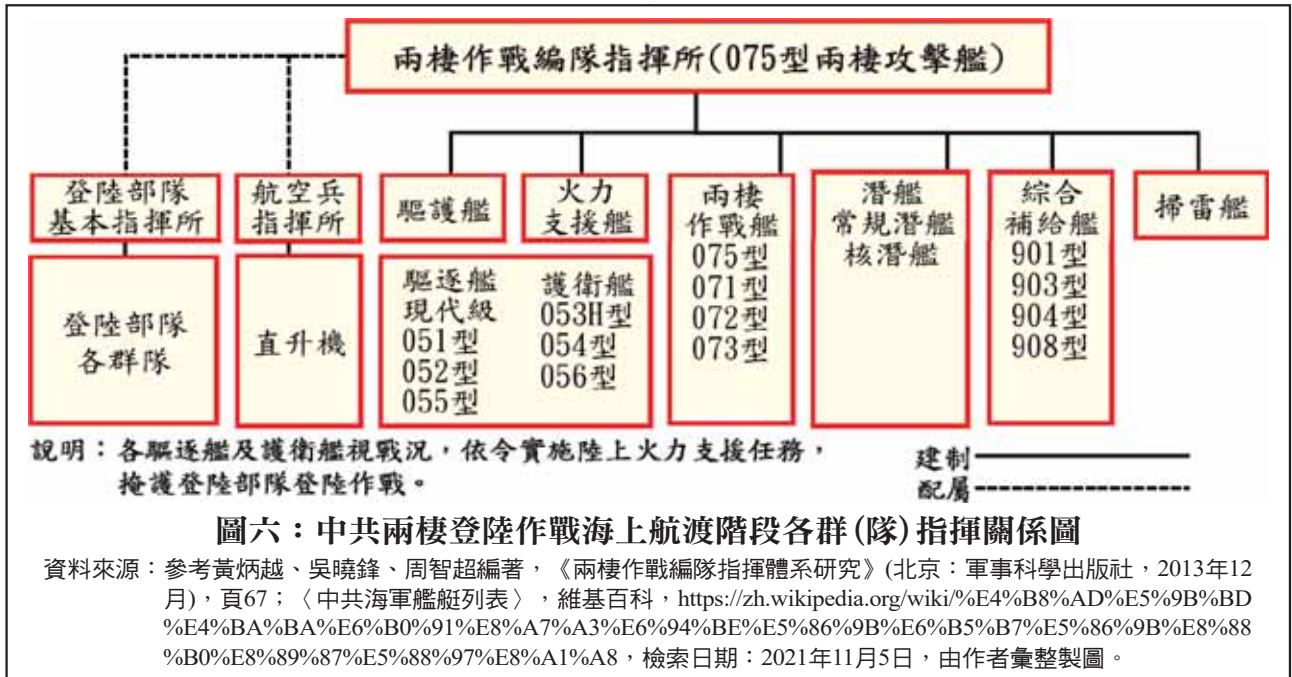 兩棲作戰編隊指揮所(075型兩棲攻擊艦)
登陸部隊
基本指揮所
航空兵
指揮所
驅護艦
火力
支援艦
兩棲
作戰艦
075型
071型
072型
073型
潛艦
常規潛艦
核潛艦
綜合
補給艦
901型
903型
904型
908型
掃雷艦
登陸部隊
各群隊
直升機
驅逐艦
現代級
051型
052型
055型
護衛艦
053H型
054型
056型
說明：各驅逐艦及護衛艦視戰況，依令實施陸上火力支援任務，
掩護登陸部隊登陸作戰。
建制
配屬
圖六：中共兩棲登陸作戰海上航渡階段各群(隊)指揮關係圖
資料來源：參考黃炳越、吳曉鋒、周智超編著，《兩棲作戰編隊指揮體系研究》(北京：軍事科學出版社，2013年12
月)，頁67；〈中共海軍艦艇列表〉，維基百科，https://zh.wikipedia.org/wiki/%E4%B8%AD%E5%9B%BD
%E4%BA%BA%E6%B0%91%E8%A7%A3%E6%94%BE%E5%86%9B%E6%B5%B7%E5%86%9B%E8%88
%B0%E8%89%87%E5%88%97%E8%A1%A8，檢索日期：2021年11月5日，由作者彙整製圖。